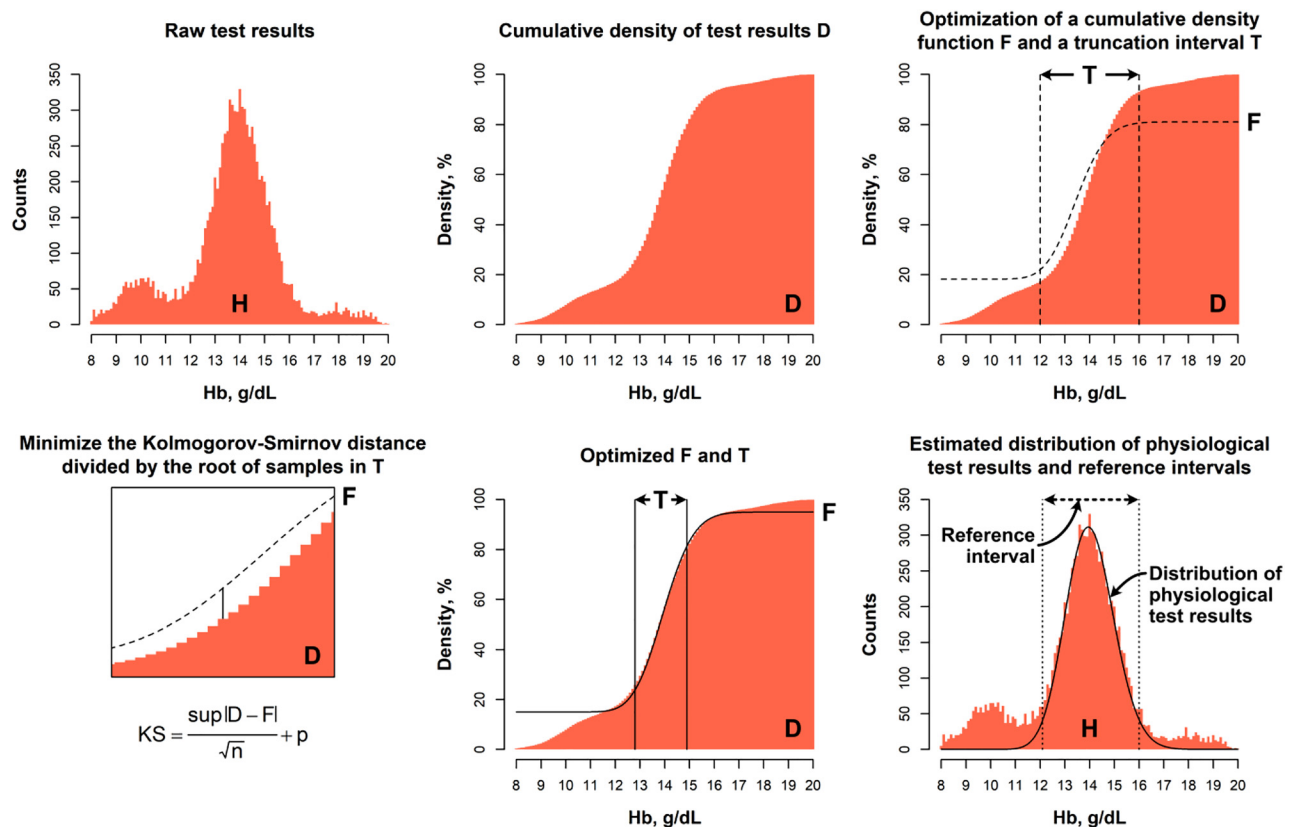 Raw test results
Counts
350
300
250
200
150
100
50
0
H
8 9 10 11 12 13 14 15 16 17 18 19 20
Hb, g/dL
Cumulative density of test results D
Density, %
100
80
60
40
20
0
D
8 9 10 11 12 13 14 15 16 17 18 19 20
Hb, g/dL
Optimization of a cumulative density
function F and a truncation interval T
Density, %
100
80
60
40
20
0
T
F
D
8 9 10 11 12 13 14 15 16 17 18 19 20
Hb, g/dL
Minimize the Kolmogorov-Smirnov distance
divided by the root of samples in T
F
D
KS = sup|D − F| / √n + p
Optimized F and T
Density, %
100
80
60
40
20
0
T
F
D
8 9 10 11 12 13 14 15 16 17 18 19 20
Hb, g/dL
Estimated distribution of physiological
test results and reference intervals
Counts
350
300
250
200
150
100
50
0
Reference
interval
Distribution of
physiological
test results
H
8 9 10 11 12 13 14 15 16 17 18 19 20
Hb, g/dL